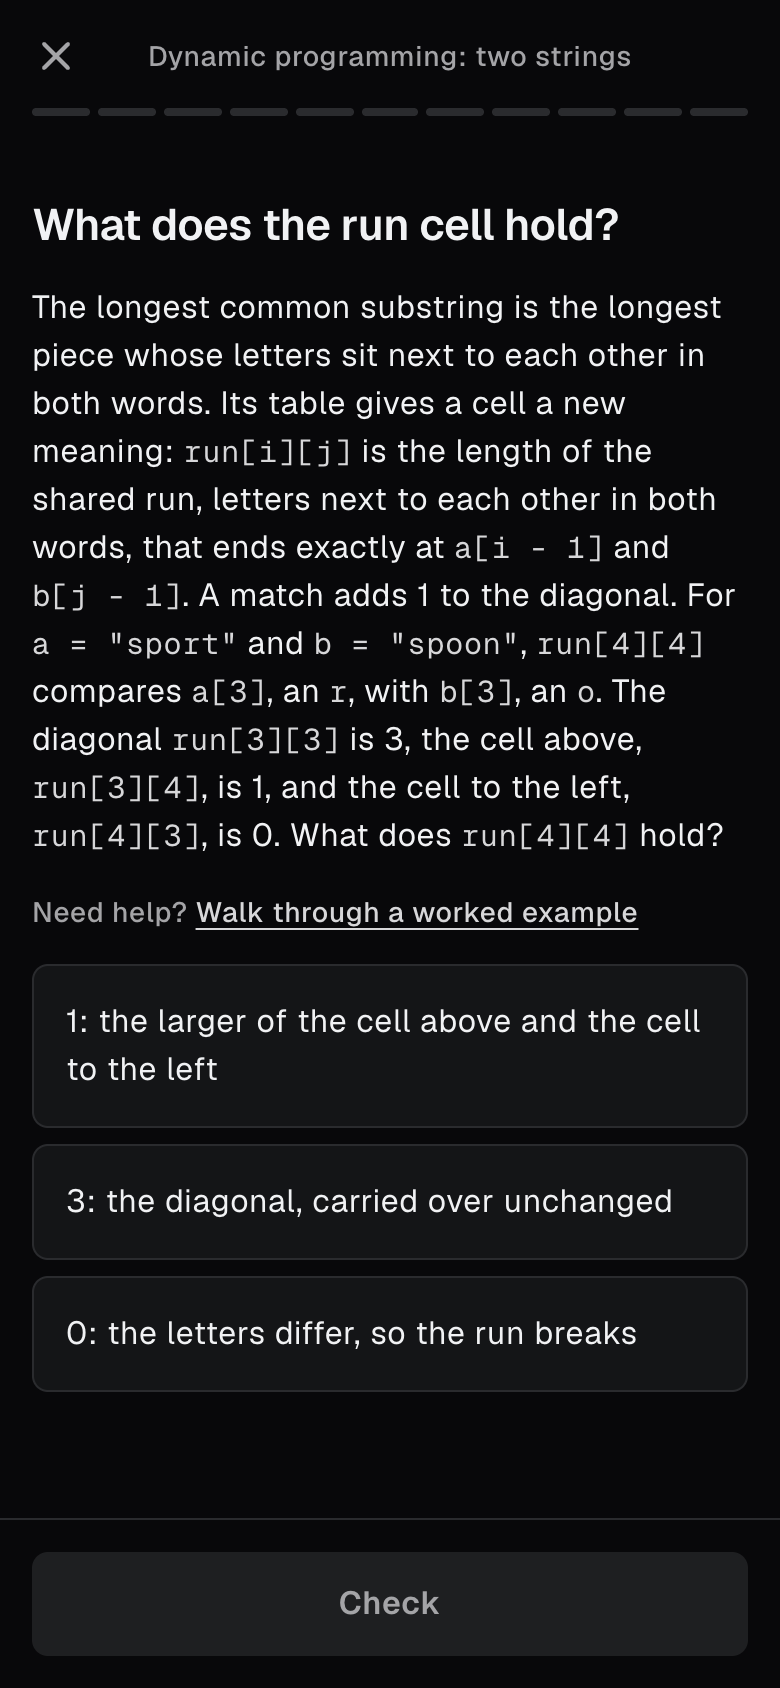 Dynamic programming: two strings
What does the run cell hold?
The longest common substring is the longest
piece whose letters sit next to each other in
both words. Its table gives a cell a new
meaning: run[i][j] is the length of the
shared run, letters next to each other in both
words, that ends exactly at a[i - 1] and
b[j - 1]. A match adds 1 to the diagonal. For
a = "sport" and b = "spoon", run[4][4]
compares a[3], an r, with b[3], an o. The
diagonal run[3][3] is 3, the cell above,
run[3][4], is 1, and the cell to the left,
run[4][3], is 0. What does run[4][4] hold?
Need help? Walk through a worked example
1: the larger of the cell above and the cell
to the left
3: the diagonal, carried over unchanged
0: the letters differ, so the run breaks
Check